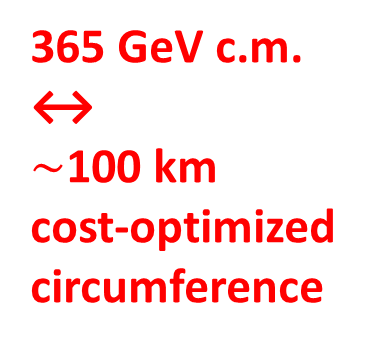 365 GeV c.m.
↔
~100 km
cost-optimized
circumference